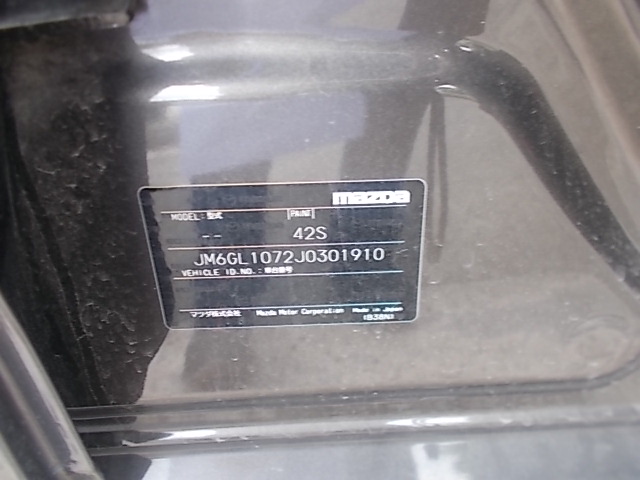 mazda
MODEL: 型式 [PAINT]
-- 42S
JM6GL1072J0301910
VEHICLE ID.NO.: 車台番号
マツダ株式会社 Mazda Motor Corporation Made in Japan
(B38N)